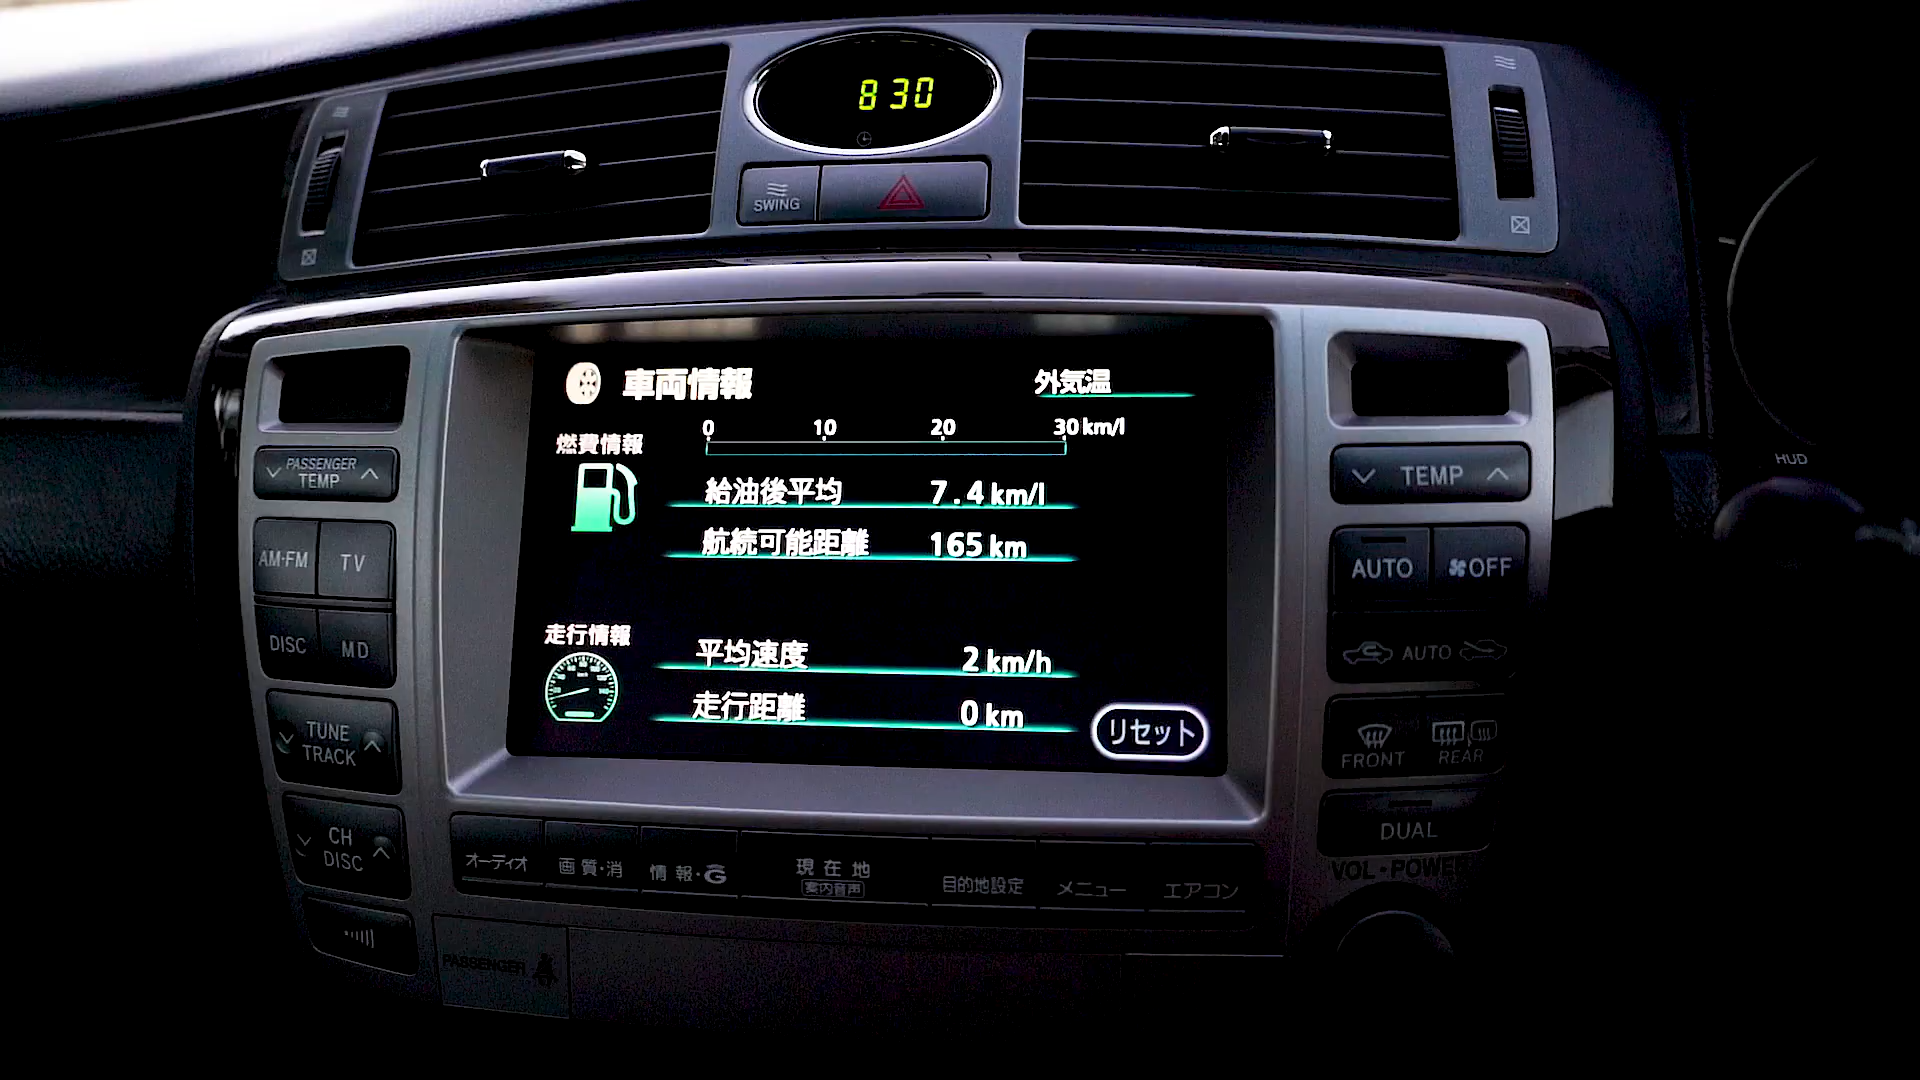 8 30
SWING
車両情報
外気温
0 10 20 30 km/l
燃費情報
給油後平均 7.4 km/l
航続可能距離 165 km
走行情報
平均速度 2 km/h
走行距離 0 km
リセット
PASSENGER
TEMP
AM·FM
TV
DISC
MD
TUNE
TRACK
CH
DISC
TEMP
AUTO
OFF
AUTO
FRONT
REAR
DUAL
VOL·POWER
HUD
オーディオ
画質·消
情報·G
現在地
案内音声
目的地設定
メニュー
エアコン
PASSENGER